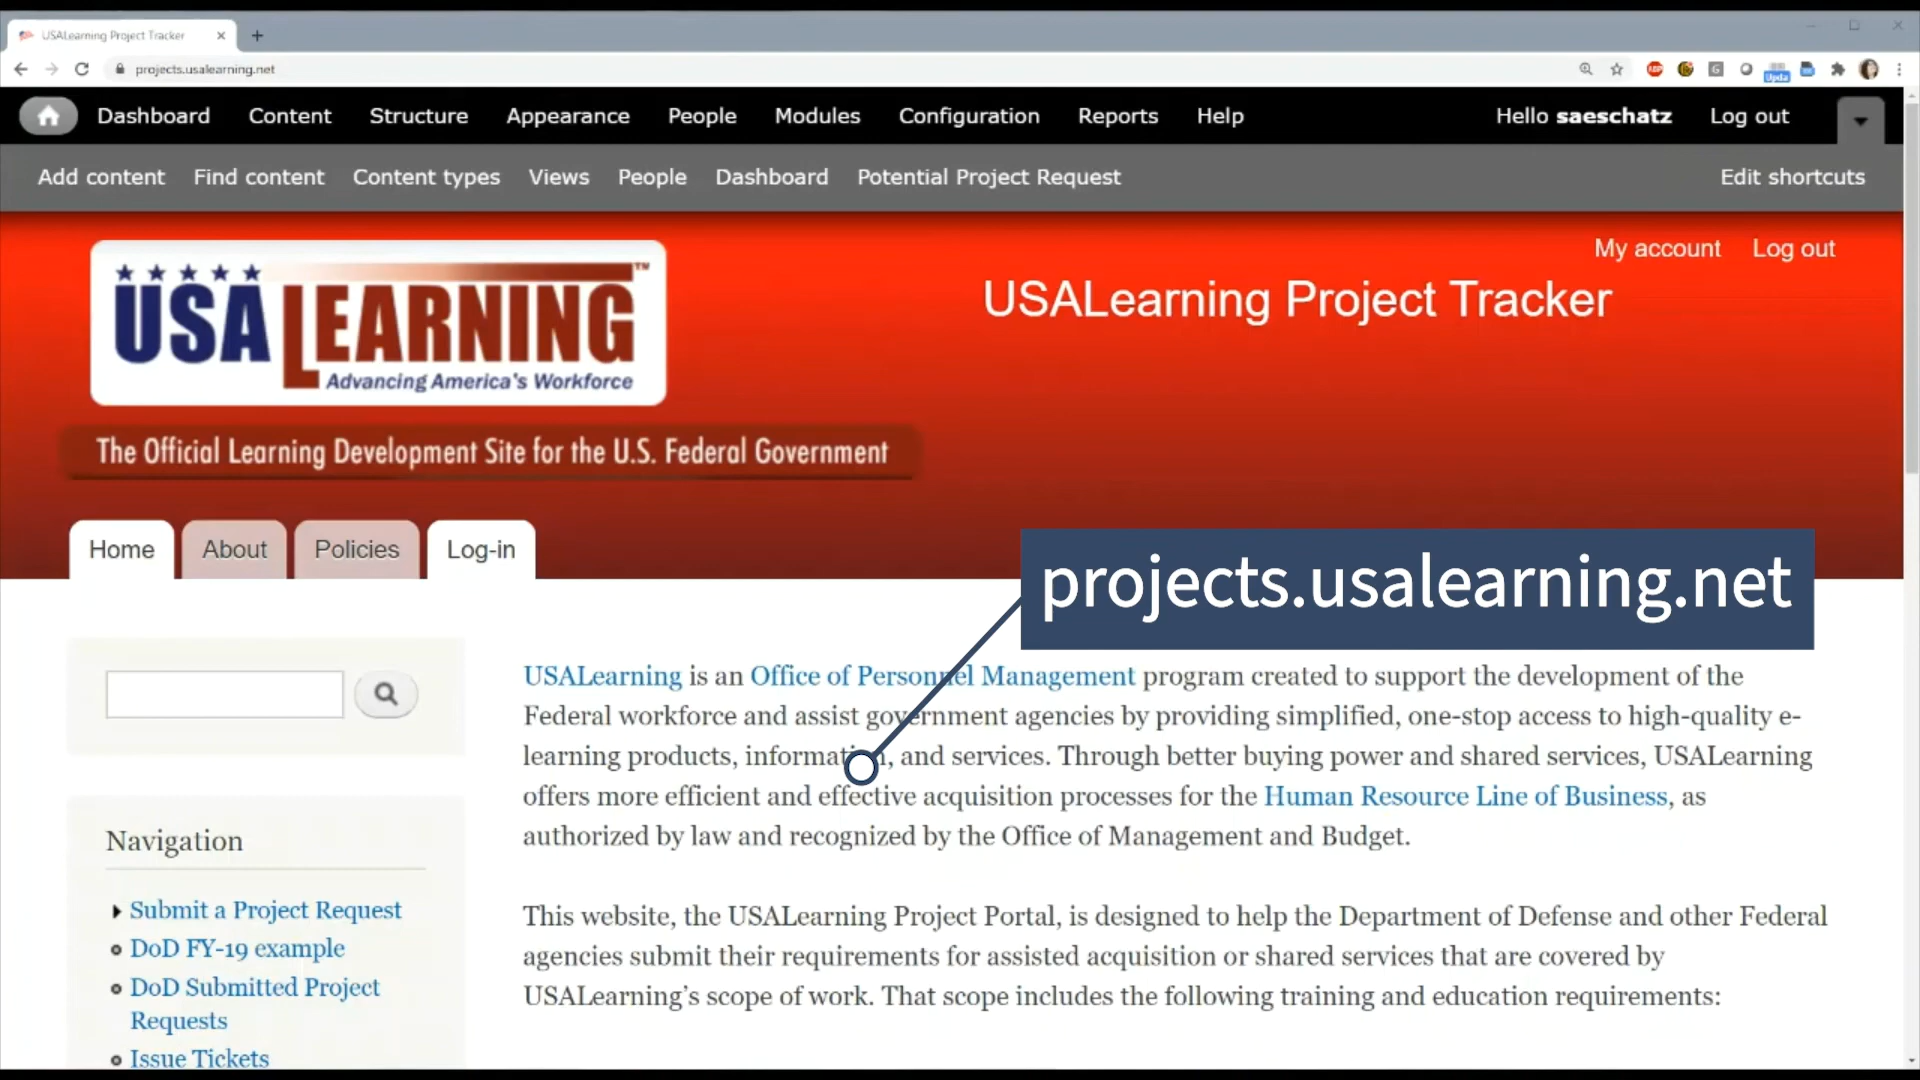 USALearning Project Tracker
projects.usalearning.net
Upda
Dashboard Content Structure Appearance People Modules Configuration Reports Help Hello saeschatz Log out
Add content Find content Content types Views People Dashboard Potential Project Request Edit shortcuts
My account Log out
USALearning Project Tracker
USALEARNING™
Advancing America's Workforce
The Official Learning Development Site for the U.S. Federal Government
Home About Policies Log-in
projects.usalearning.net
USALearning is an Office of Personnel Management program created to support the development of the
Federal workforce and assist government agencies by providing simplified, one-stop access to high-quality e-
learning products, information, and services. Through better buying power and shared services, USALearning
offers more efficient and effective acquisition processes for the Human Resource Line of Business, as
authorized by law and recognized by the Office of Management and Budget.
This website, the USALearning Project Portal, is designed to help the Department of Defense and other Federal
agencies submit their requirements for assisted acquisition or shared services that are covered by
USALearning's scope of work. That scope includes the following training and education requirements:
Navigation
Submit a Project Request
DoD FY-19 example
DoD Submitted Project
Requests
Issue Tickets